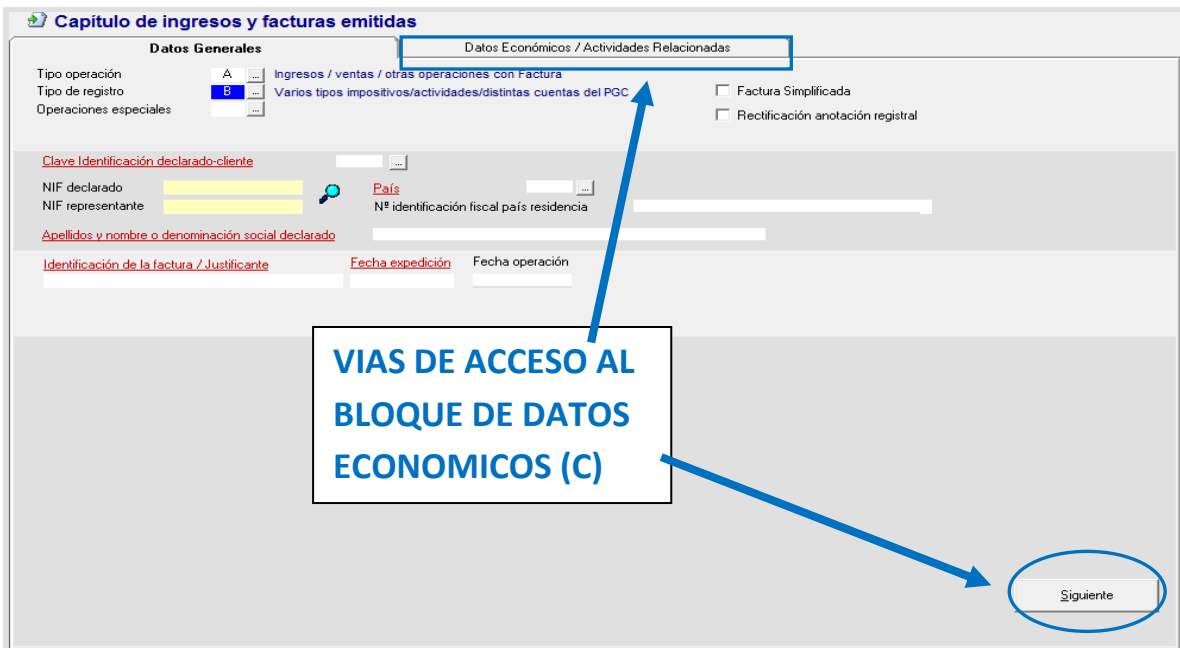 Capítulo de ingresos y facturas emitidas
Datos Generales
Datos Económicos / Actividades Relacionadas
Tipo operación A ... Ingresos / ventas / otras operaciones con Factura
Tipo de registro B ... Varios tipos impositivos/actividades/distintas cuentas del PGC
Factura Simplificada
Operaciones especiales ...
Rectificación anotación registral
Clave Identificación declarado-cliente ...
NIF declarado
País ...
NIF representante
Nº identificación fiscal país residencia
Apellidos y nombre o denominación social declarado
Identificación de la factura / Justificante
Fecha expedición
Fecha operación
VIAS DE ACCESO AL
BLOQUE DE DATOS
ECONOMICOS (C)
Siguiente